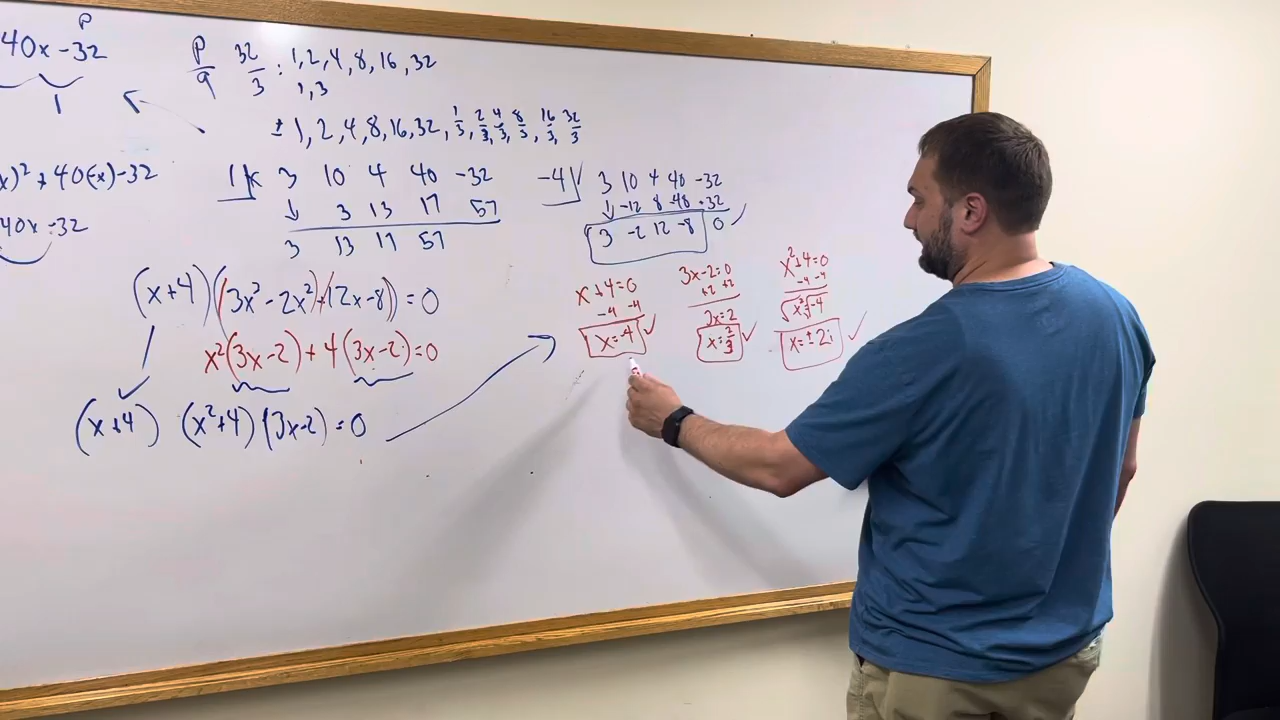 P
40x-32
1
P/q 32/3 : 1,2,4,8,16,32
1,3
± 1,2,4,8,16,32,1/3,2/3,4/3,8/3,16/3,32/3
x)²+40(-x)-32
40x-32
1 3 10 4 40 -32
↓ 3 13 17 57
3 13 17 57
-4 3 10 4 40 -32
↓ -12 8 -48 +32
3 -2 12 -8 0 ✓
(x+4)(3x³-2x²)+(12x-8)=0
x²(3x-2)+4(3x-2)=0
(x+4) (x²+4)(3x-2)=0
x+4=0
-4 -4
x=-4 ✓
3x-2=0
+2 +2
3x=2
x=2/3 ✓
x²+4=0
-4 -4
√x²=√-4
x=±2i ✓